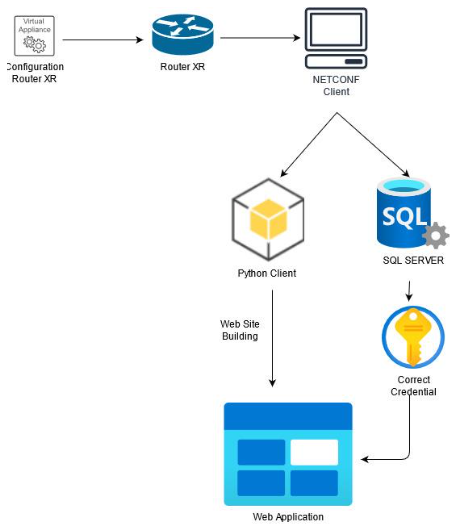 Virtual
Appliance
Configuration
Router XR
Router XR
NETCONF
Client
SQL
Python Client
SQL SERVER
Web Site
Building
Correct
Credential
Web Application